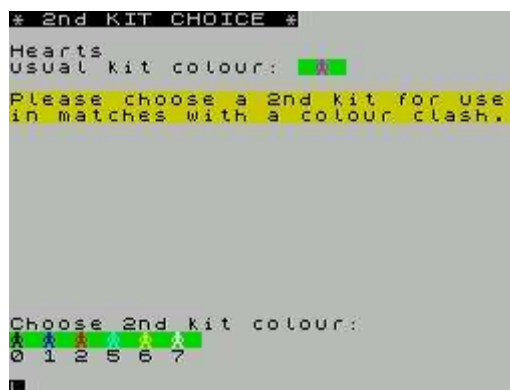 * 2nd KIT CHOICE *
Hearts
usual kit colour:
Please choose a 2nd kit for use
in matches with a colour clash.
Choose 2nd kit colour:
0 1 2 5 6 7
L